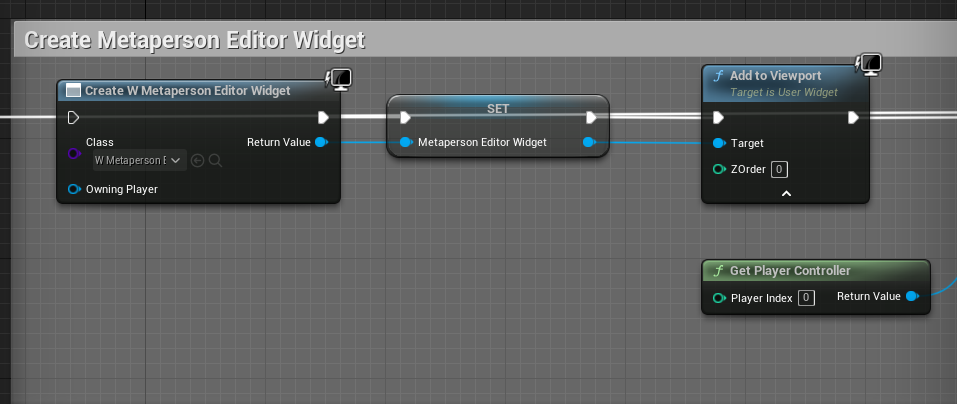 Create Metaperson Editor Widget
Create W Metaperson Editor Widget
Class
W Metaperson E
Return Value
Owning Player
SET
Metaperson Editor Widget
f Add to Viewport
Target is User Widget
Target
ZOrder 0
f Get Player Controller
Player Index 0
Return Value